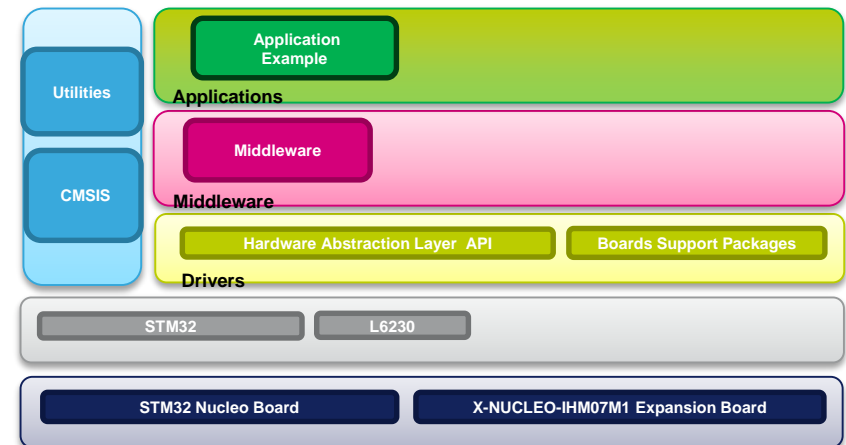 Application
Example
Utilities
Applications
Middleware
CMSIS
Middleware
Hardware Abstraction Layer API
Boards Support Packages
Drivers
STM32
L6230
STM32 Nucleo Board
X-NUCLEO-IHM07M1 Expansion Board